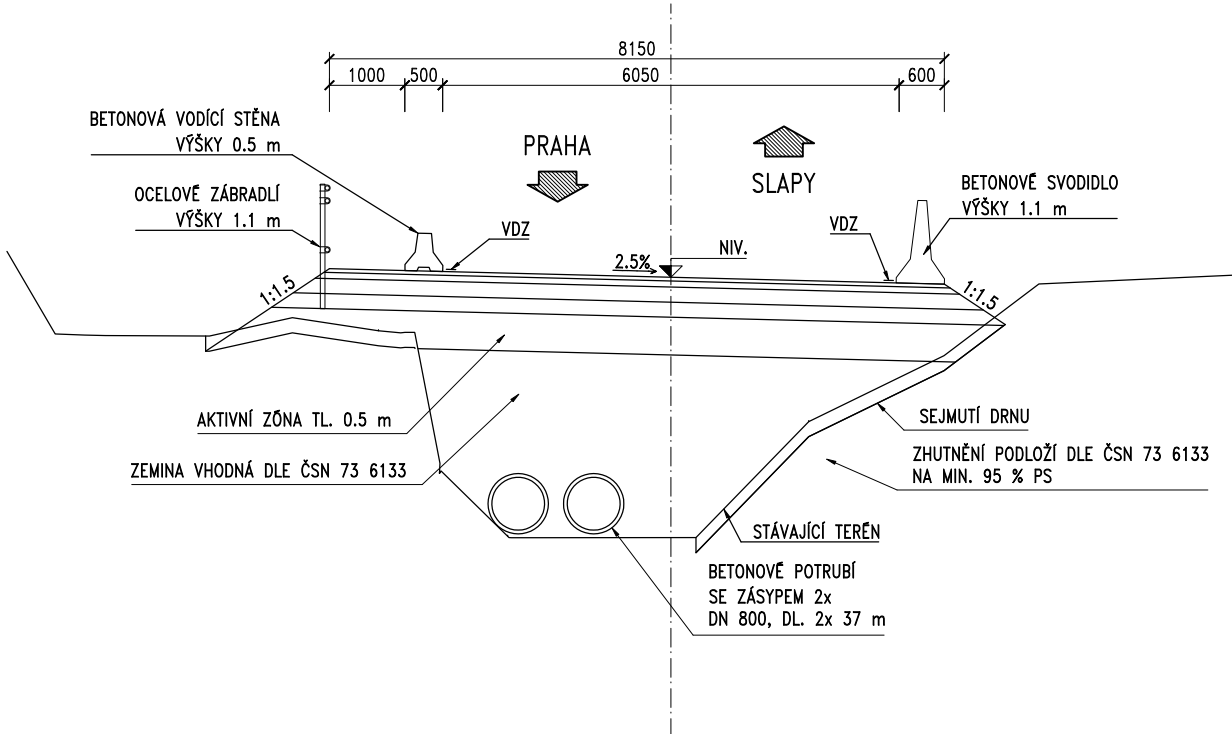 8150
1000
500
6050
600
BETONOVÁ VODÍCÍ STĚNA
VÝŠKY 0.5 m
PRAHA
SLAPY
OCELOVÉ ZÁBRADLÍ
VÝŠKY 1.1 m
BETONOVÉ SVODIDLO
VÝŠKY 1.1 m
VDZ
VDZ
NIV.
2.5%
1:1.5
1:1.5
AKTIVNÍ ZÓNA TL. 0.5 m
SEJMUTÍ DRNU
ZEMINA VHODNÁ DLE ČSN 73 6133
ZHUTNĚNÍ PODLOŽÍ DLE ČSN 73 6133
NA MIN. 95 % PS
STÁVAJÍCÍ TERÉN
BETONOVÉ POTRUBÍ
SE ZÁSYPEM 2x
DN 800, DL. 2x 37 m